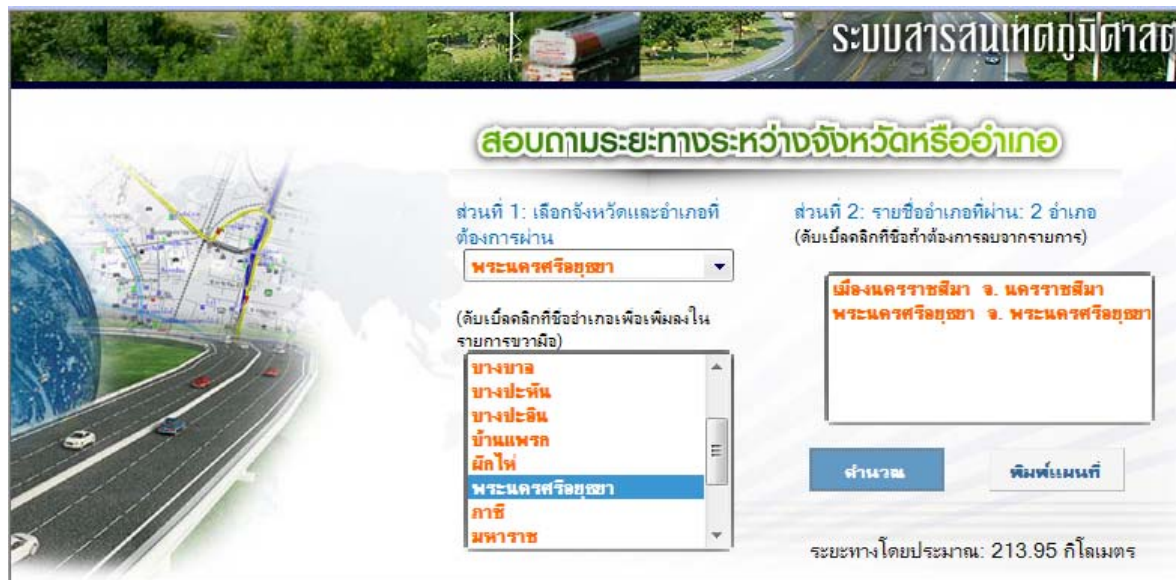 ระบบสารสนเทศภูมิศาสต
สอบถามระยะทางระหว่างจังหวัดหรืออำเภอ
ส่วนที่ 1: เลือกจังหวัดและอำเภอที่
ต้องการผ่าน
พระนครศรีอยุธยา
(ดับเบิ้ลคลิกที่ชื่ออำเภอเพื่อเพิ่มลงใน
รายการขวามือ)
บางบาล
บางปะหัน
บางปะอิน
บ้านแพรก
ผักไห่
พระนครศรีอยุธยา
ภาชี
มหาราช
ส่วนที่ 2: รายชื่ออำเภอที่ผ่าน: 2 อำเภอ
(ดับเบิ้ลคลิกที่ชื่อถ้าต้องการลบจากรายการ)
เมืองนครราชสีมา จ. นครราชสีมา
พระนครศรีอยุธยา จ. พระนครศรีอยุธยา
คำนวณ
พิมพ์แผนที่
ระยะทางโดยประมาณ: 213.95 กิโลเมตร